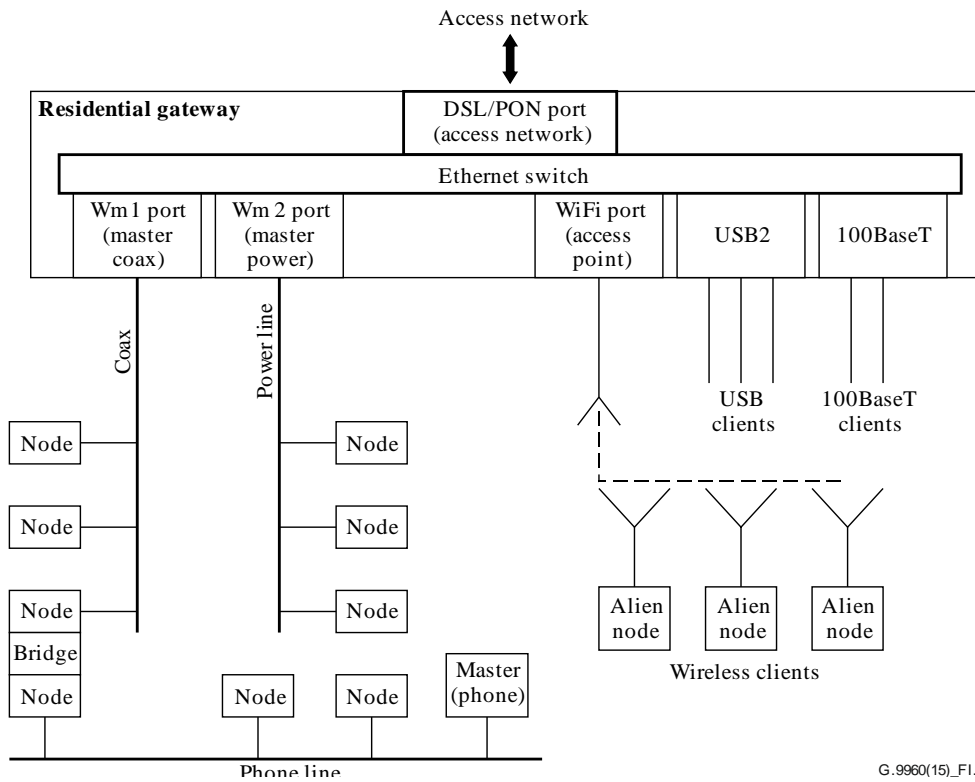 Access network
Residential gateway
DSL/PON port
(access network)
Ethernet switch
Wm1 port
(master
coax)
Wm 2 port
(master
power)
WiFi port
(access
point)
USB2
100BaseT
Coax
Power line
USB
clients
100BaseT
clients
Node
Node
Node
Node
Node
Node
Bridge
Node
Node
Node
Master
(phone)
Alien
node
Alien
node
Alien
node
Wireless clients
Phone line
G.9960(15)_FI.